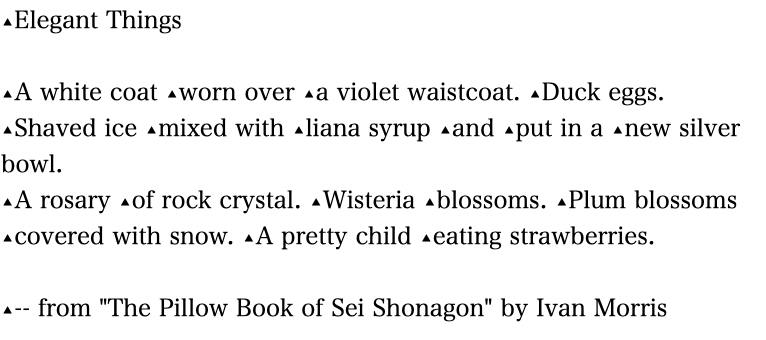 ▴Elegant Things
▴A white coat ▴worn over ▴a violet waistcoat. ▴Duck eggs.
▴Shaved ice ▴mixed with ▴liana syrup ▴and ▴put in a ▴new silver
bowl.
▴A rosary ▴of rock crystal. ▴Wisteria ▴blossoms. ▴Plum blossoms
▴covered with snow. ▴A pretty child ▴eating strawberries.
▴-- from "The Pillow Book of Sei Shonagon" by Ivan Morris